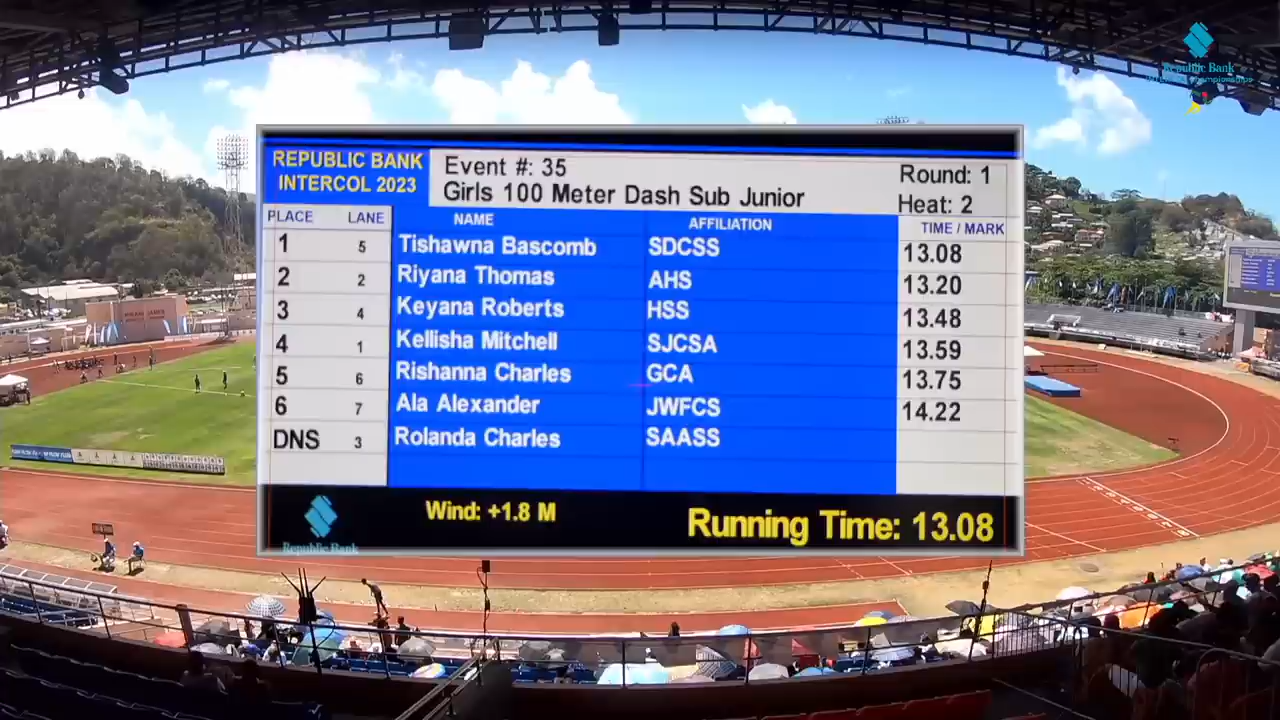 Republic Bank
REPUBLIC BANK
INTERCOL 2023
Event #: 35
Girls 100 Meter Dash Sub Junior
Round: 1
Heat: 2
PLACE LANE NAME AFFILIATION TIME / MARK
1 5 Tishawna Bascomb SDCSS 13.08
2 2 Riyana Thomas AHS 13.20
3 4 Keyana Roberts HSS 13.48
4 1 Kellisha Mitchell SJCSA 13.59
5 6 Rishanna Charles GCA 13.75
6 7 Ala Alexander JWFCS 14.22
DNS 3 Rolanda Charles SAASS
Wind: +1.8 M
Running Time: 13.08
Republic Bank